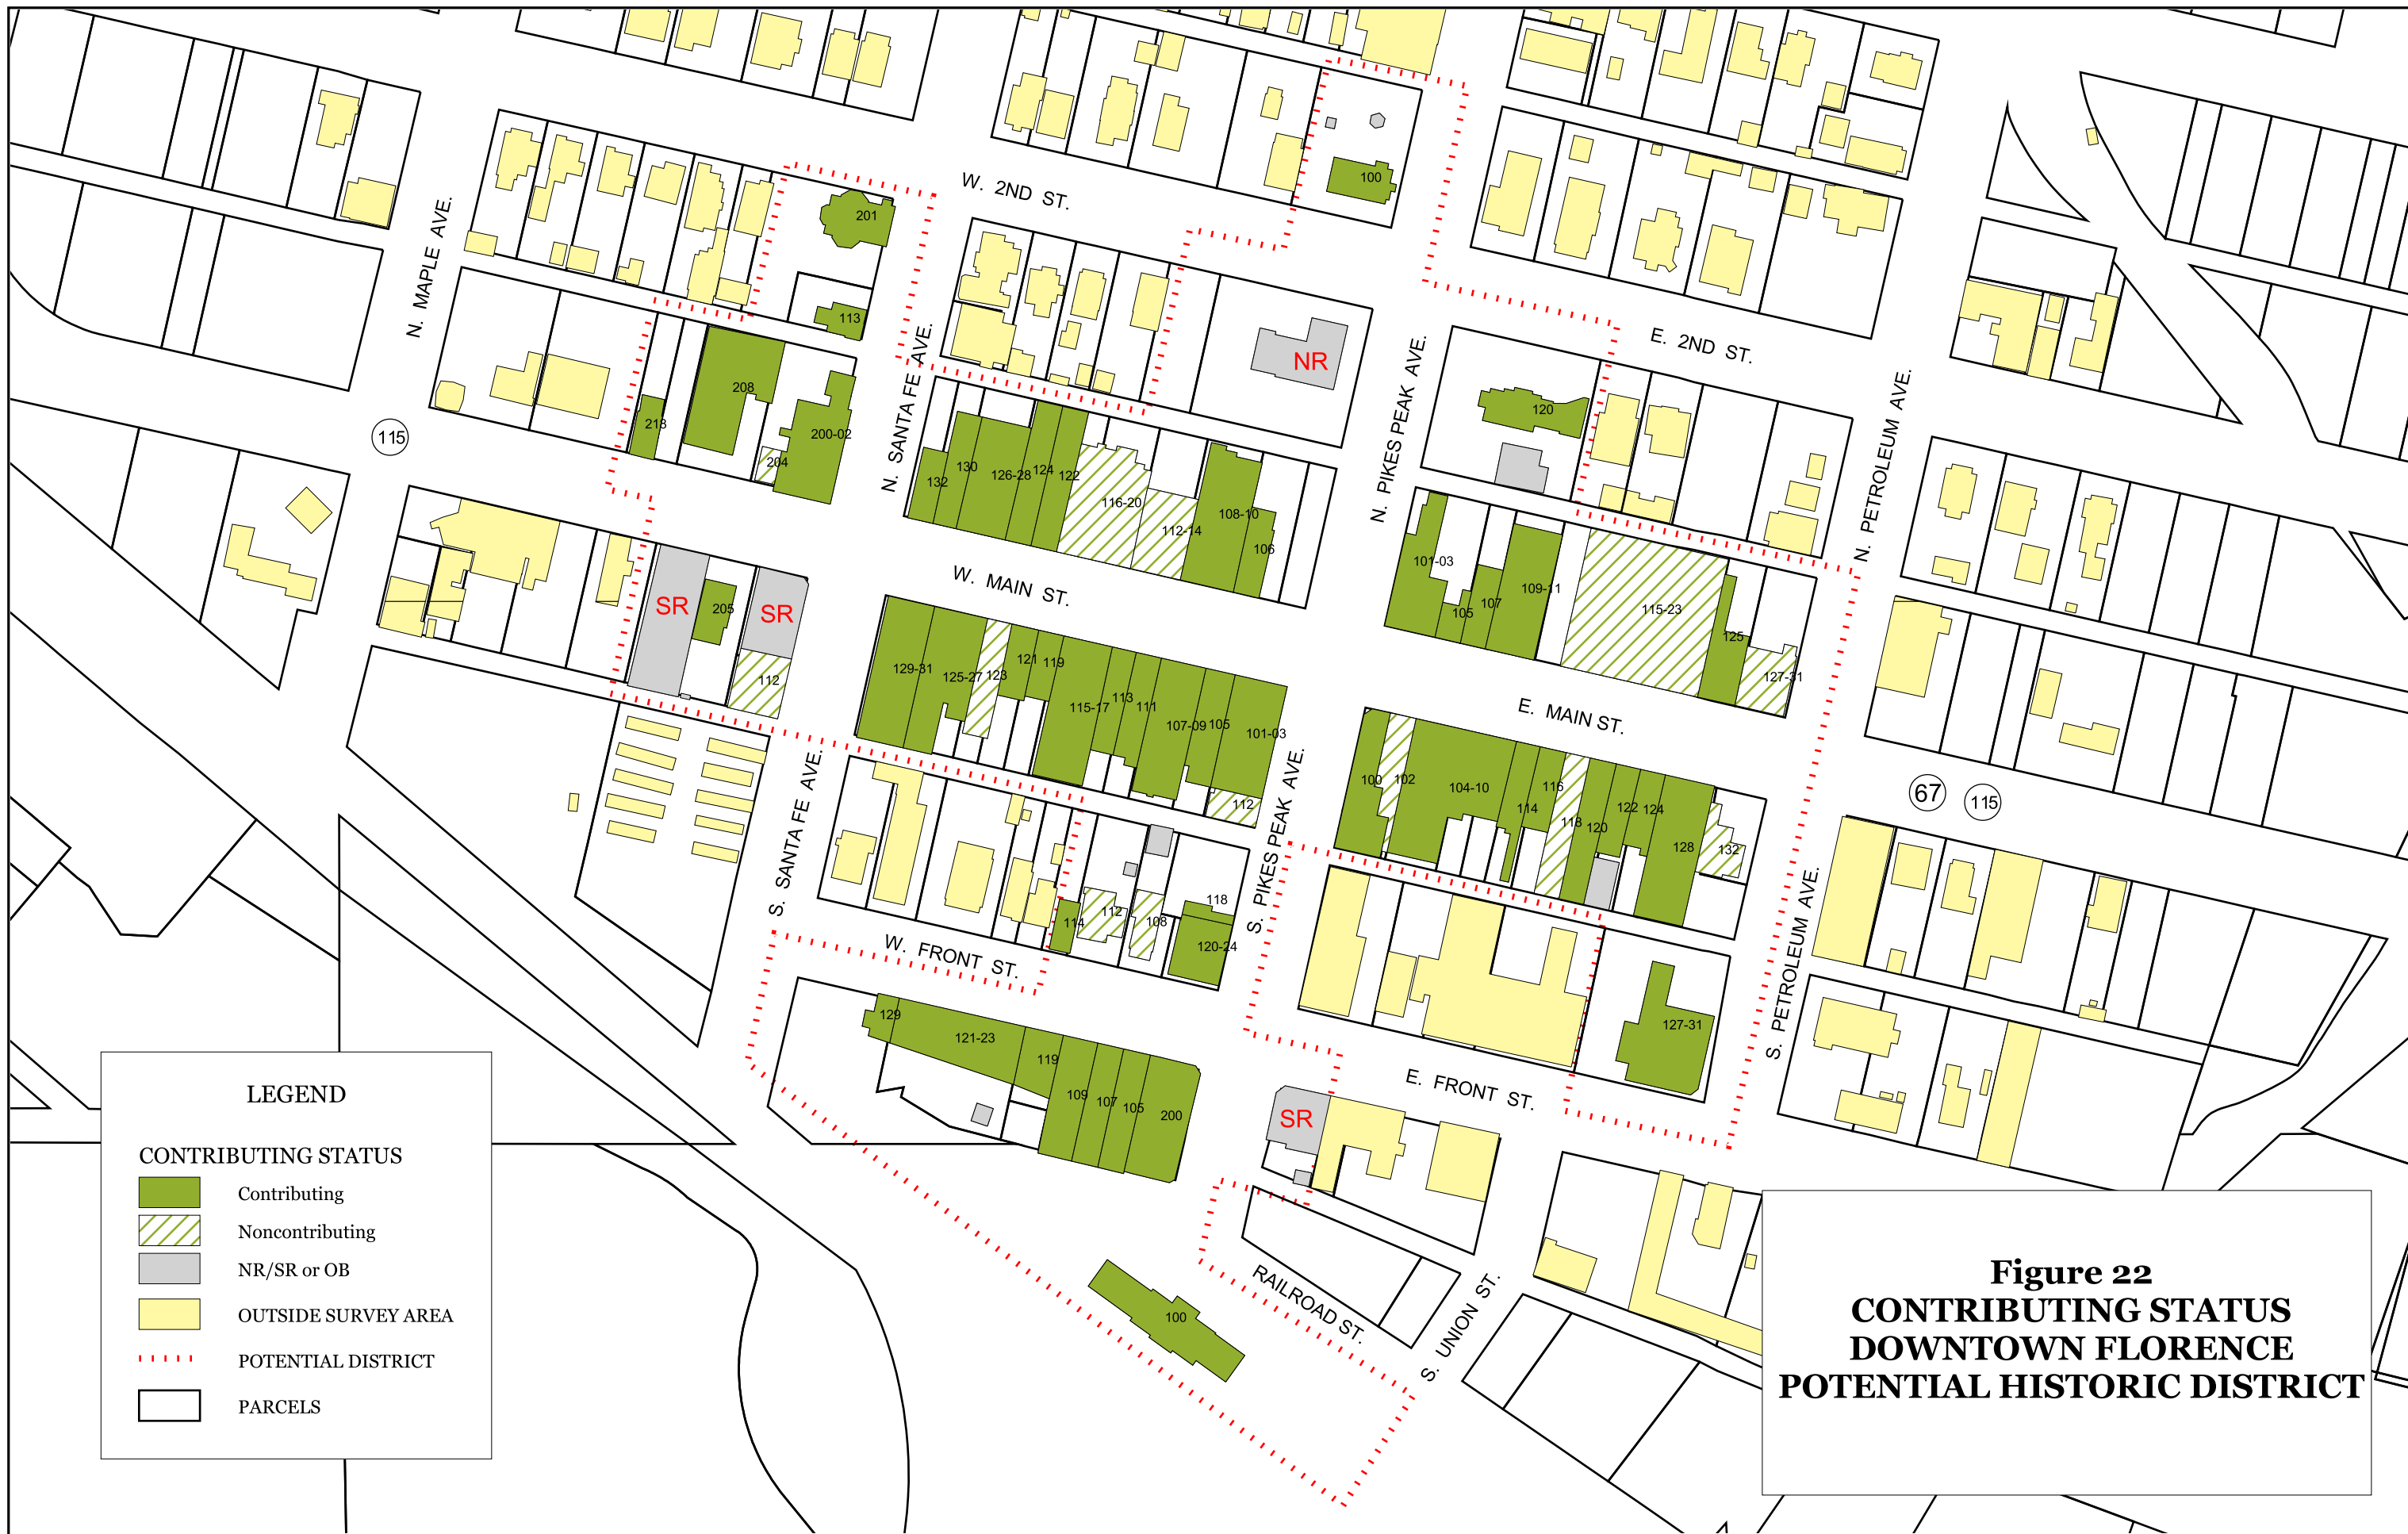 W. 2ND ST.
100
201
N. MAPLE AVE.
113
N. SANTA FE AVE.
NR
E. 2ND ST.
N. PIKES PEAK AVE.
N. PETROLEUM AVE.
208
218
200-02
204
115
120
132
130
126-28
124
122
116-20
112-14
108-10
106
101-03
105
107
109-11
115-23
125
127-31
SR
205
SR
112
W. MAIN ST.
E. MAIN ST.
129-31
125-27
123
121
119
115-17
113
111
107-09
105
101-03
112
100
102
104-10
114
116
118
120
122
124
128
132
67
115
S. SANTA FE AVE.
S. PIKES PEAK AVE.
S. PETROLEUM AVE.
114
112
108
118
120-24
W. FRONT ST.
127-31
129
121-23
119
109
107
105
200
E. FRONT ST.
SR
100
RAILROAD ST.
S. UNION ST.
LEGEND
CONTRIBUTING STATUS
Contributing
Noncontributing
NR/SR or OB
OUTSIDE SURVEY AREA
POTENTIAL DISTRICT
PARCELS
Figure 22
CONTRIBUTING STATUS
DOWNTOWN FLORENCE
POTENTIAL HISTORIC DISTRICT